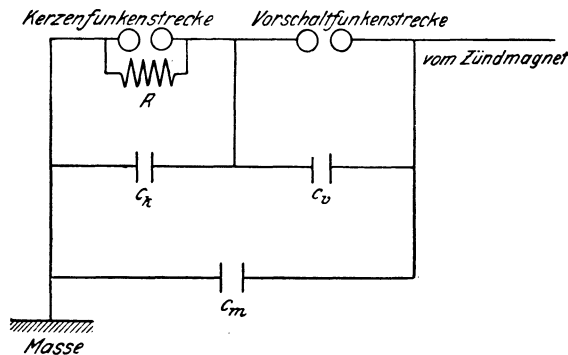 Kerzenfunkenstrecke
Vorschaltfunkenstrecke
vom Zündmagnet
R
Ck
Cv
Cm
Masse